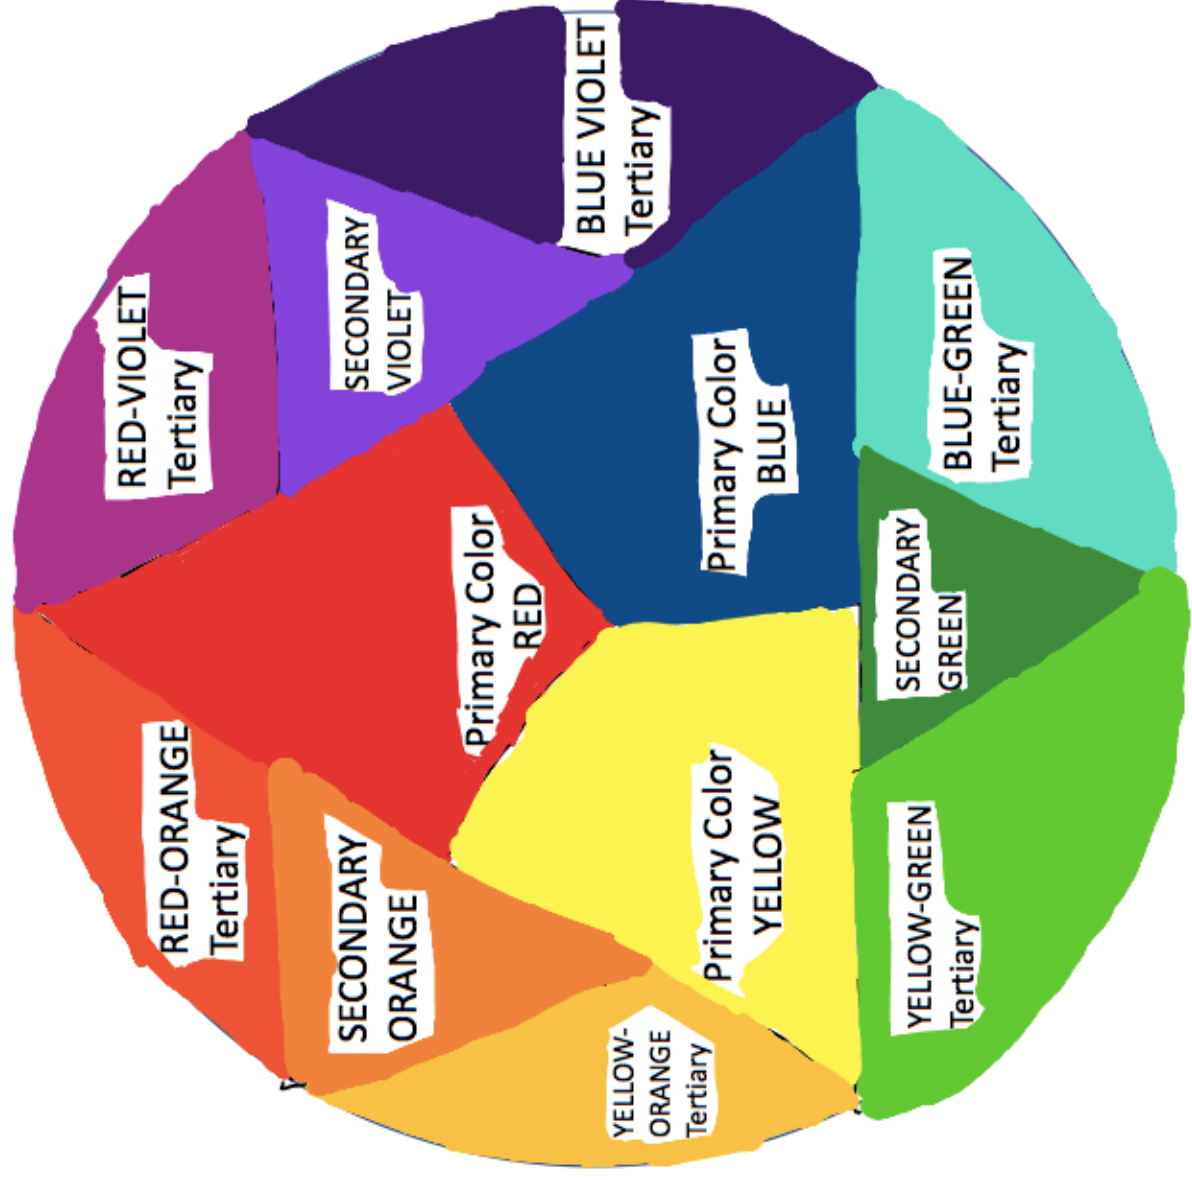 RED-VIOLET
Tertiary
SECONDARY
VIOLET
BLUE VIOLET
Tertiary
Primary Color
RED
Primary Color
BLUE
BLUE-GREEN
Tertiary
RED-ORANGE
Tertiary
SECONDARY
ORANGE
YELLOW-
ORANGE
Tertiary
Primary Color
YELLOW
SECONDARY
GREEN
YELLOW-GREEN
Tertiary